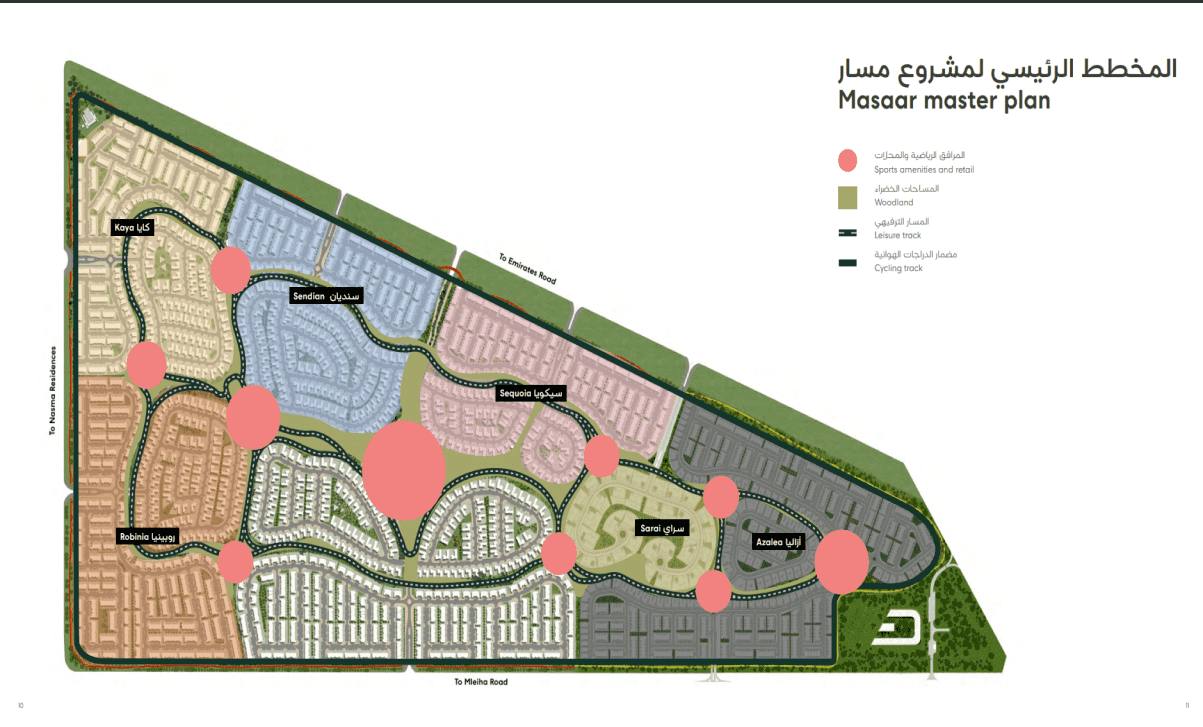 المخطط الرئيسي لمشروع مسار
Masaar master plan
المرافق الرياضية والمحلات
Sports amenities and retail
المساحات الخضراء
Woodland
المسار الترفيهي
Leisure track
مضمار الدراجات الهوائية
Cycling track
Kaya كايا
To Emirates Road
Sendian سنديان
To Nasma Residences
Sequoia سيكويا
Sarai سراي
Robinia روبينيا
Azalea أزاليا
To Mleiha Road
10
11